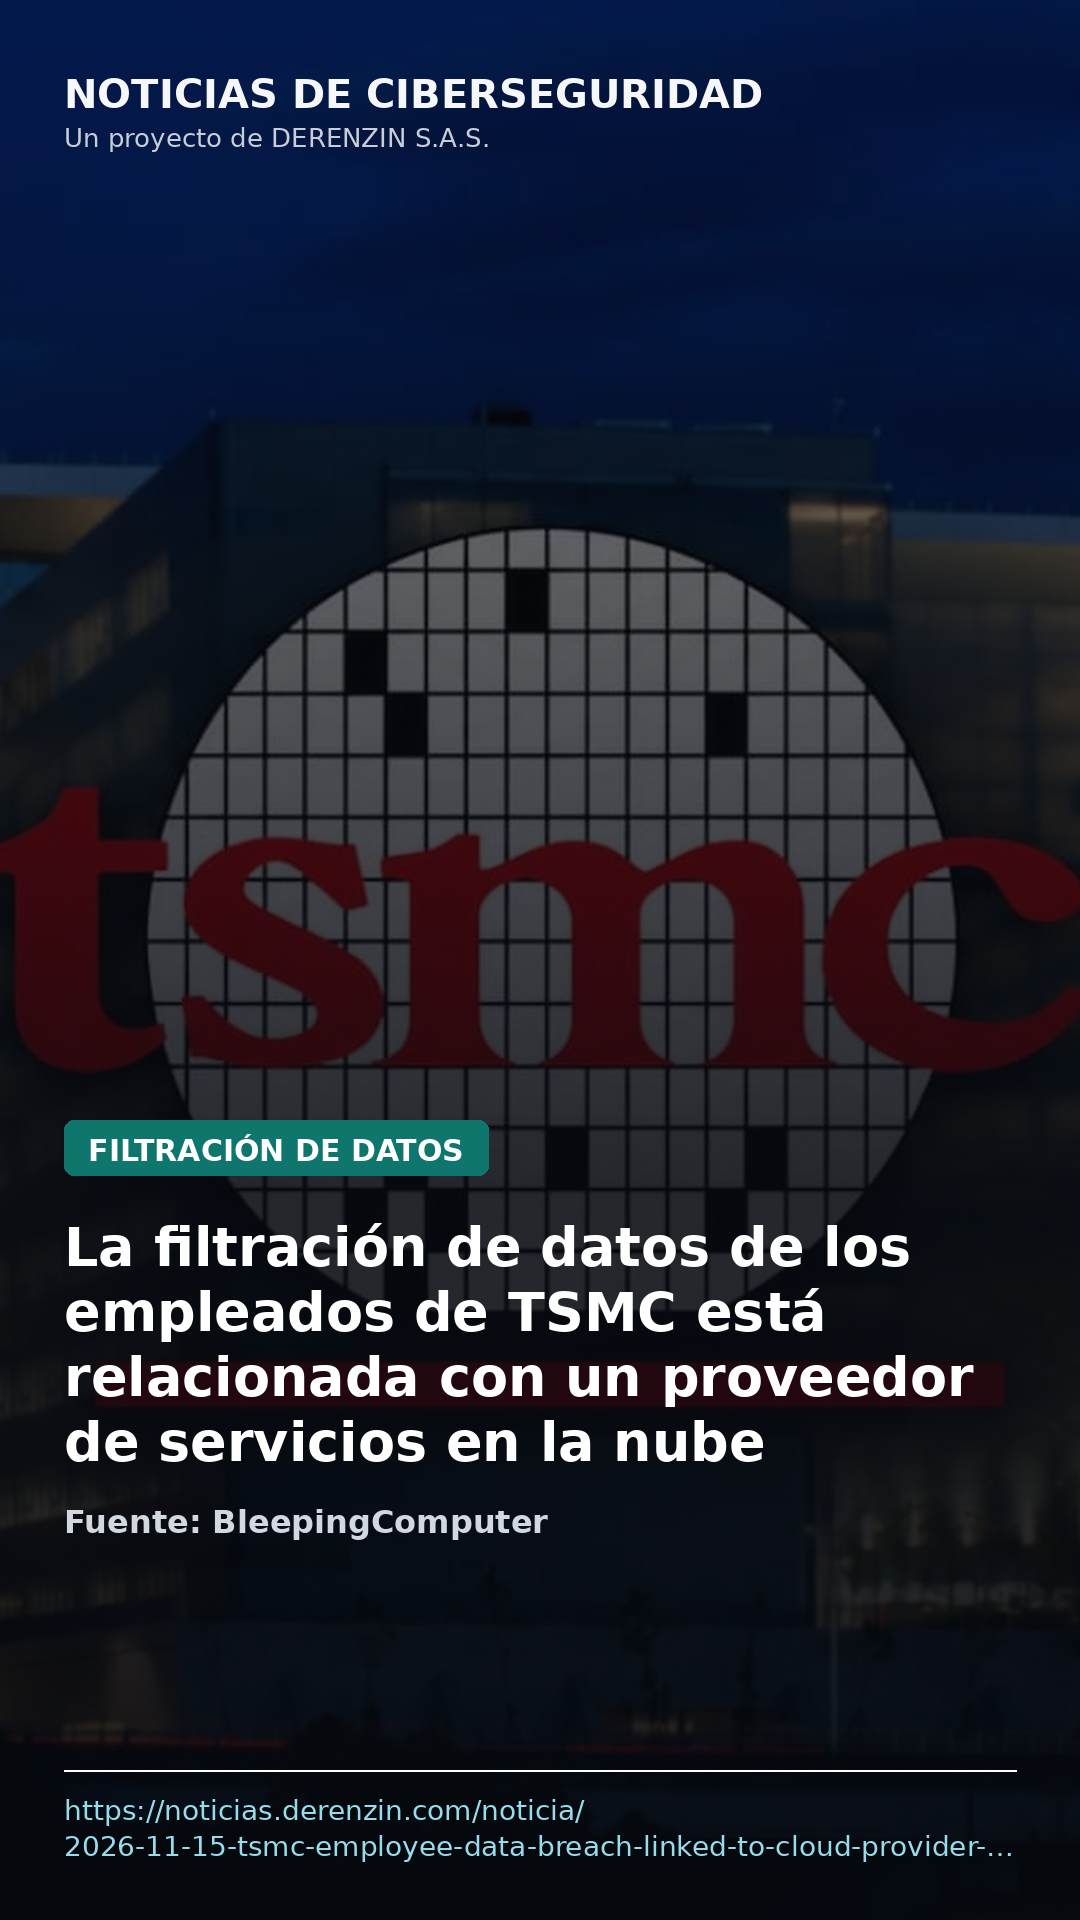 NOTICIAS DE CIBERSEGURIDAD
Un proyecto de DERENZIN S.A.S.
tsmc
FILTRACIÓN DE DATOS
La filtración de datos de los
empleados de TSMC está
relacionada con un proveedor
de servicios en la nube
Fuente: BleepingComputer
https://noticias.derenzin.com/noticia/
2026-11-15-tsmc-employee-data-breach-linked-to-cloud-provider-...